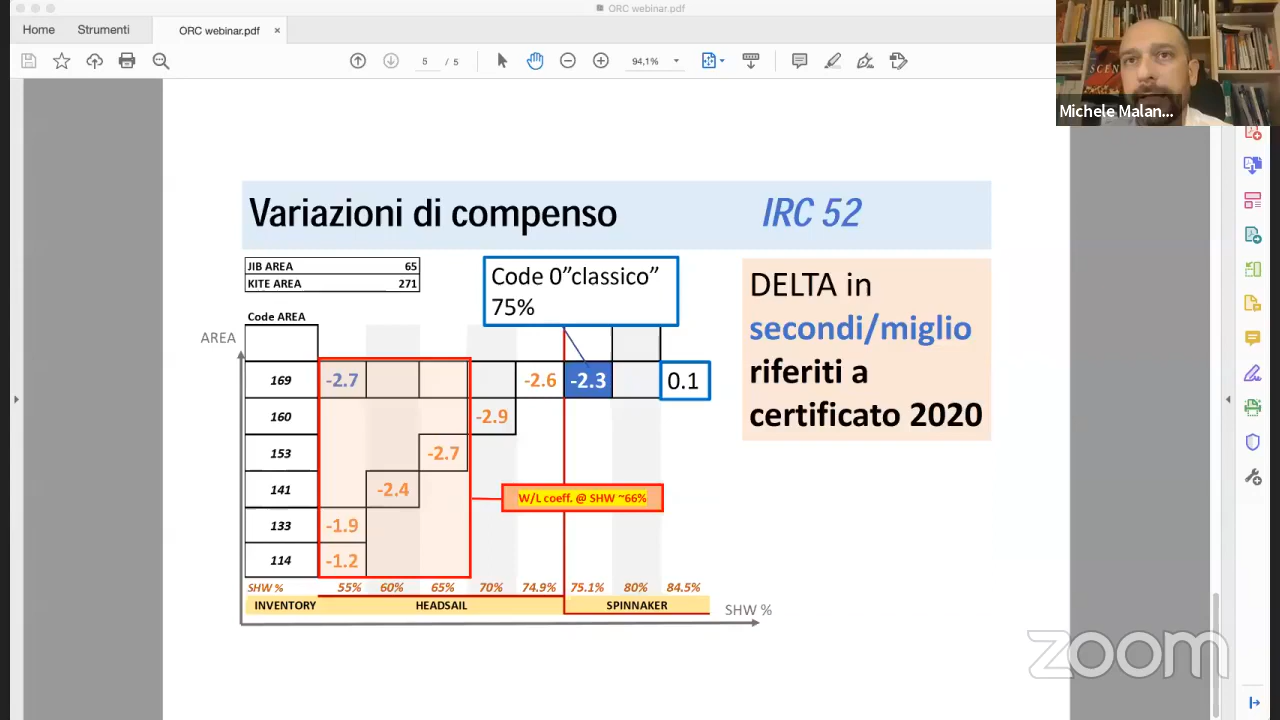 ORC webinar.pdf
Home
Strumenti
ORC webinar.pdf
×
5 / 5
94,1%
SCEN
Michele Malan...
Variazioni di compenso IRC 52
JIB AREA 65
KITE AREA 271
Code 0”classico”
75%
DELTA in
secondi/miglio
riferiti a
certificato 2020
Code AREA
AREA
169 -2.7 -2.6 -2.3 0.1
160 -2.9
153 -2.7
141 -2.4
W/L coeff. @ SHW ~66%
133 -1.9
114 -1.2
SHW % 55% 60% 65% 70% 74.9% 75.1% 80% 84.5%
INVENTORY HEADSAIL SPINNAKER
SHW %
zoom